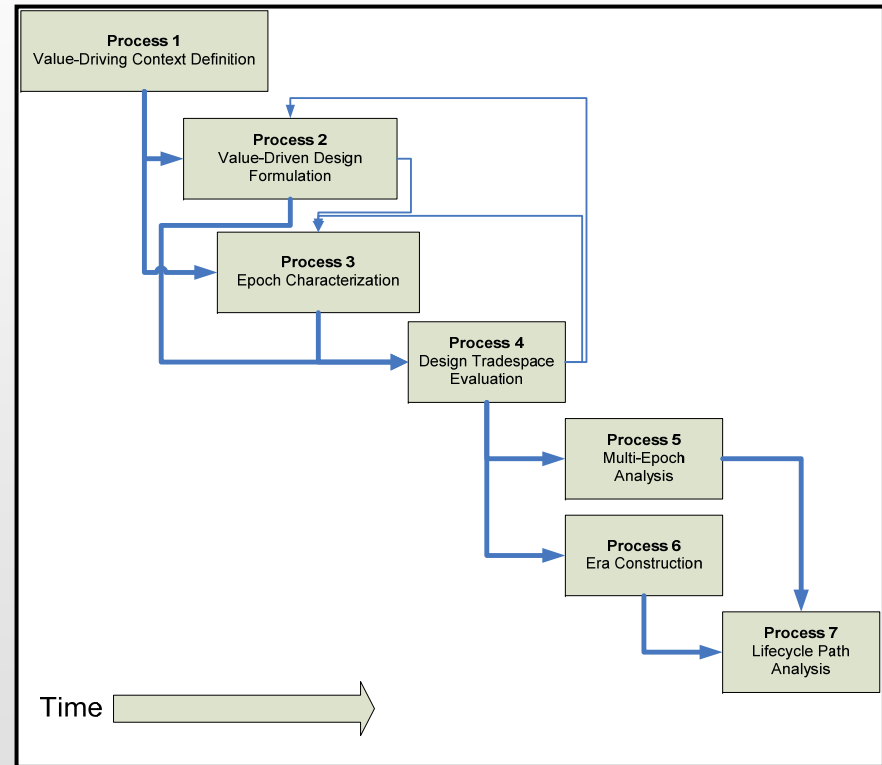 Process 1
Value-Driving Context Definition
Process 2
Value-Driven Design
Formulation
Process 3
Epoch Characterization
Process 4
Design Tradespace
Evaluation
Process 5
Multi-Epoch
Analysis
Process 6
Era Construction
Process 7
Lifecycle Path
Analysis
Time